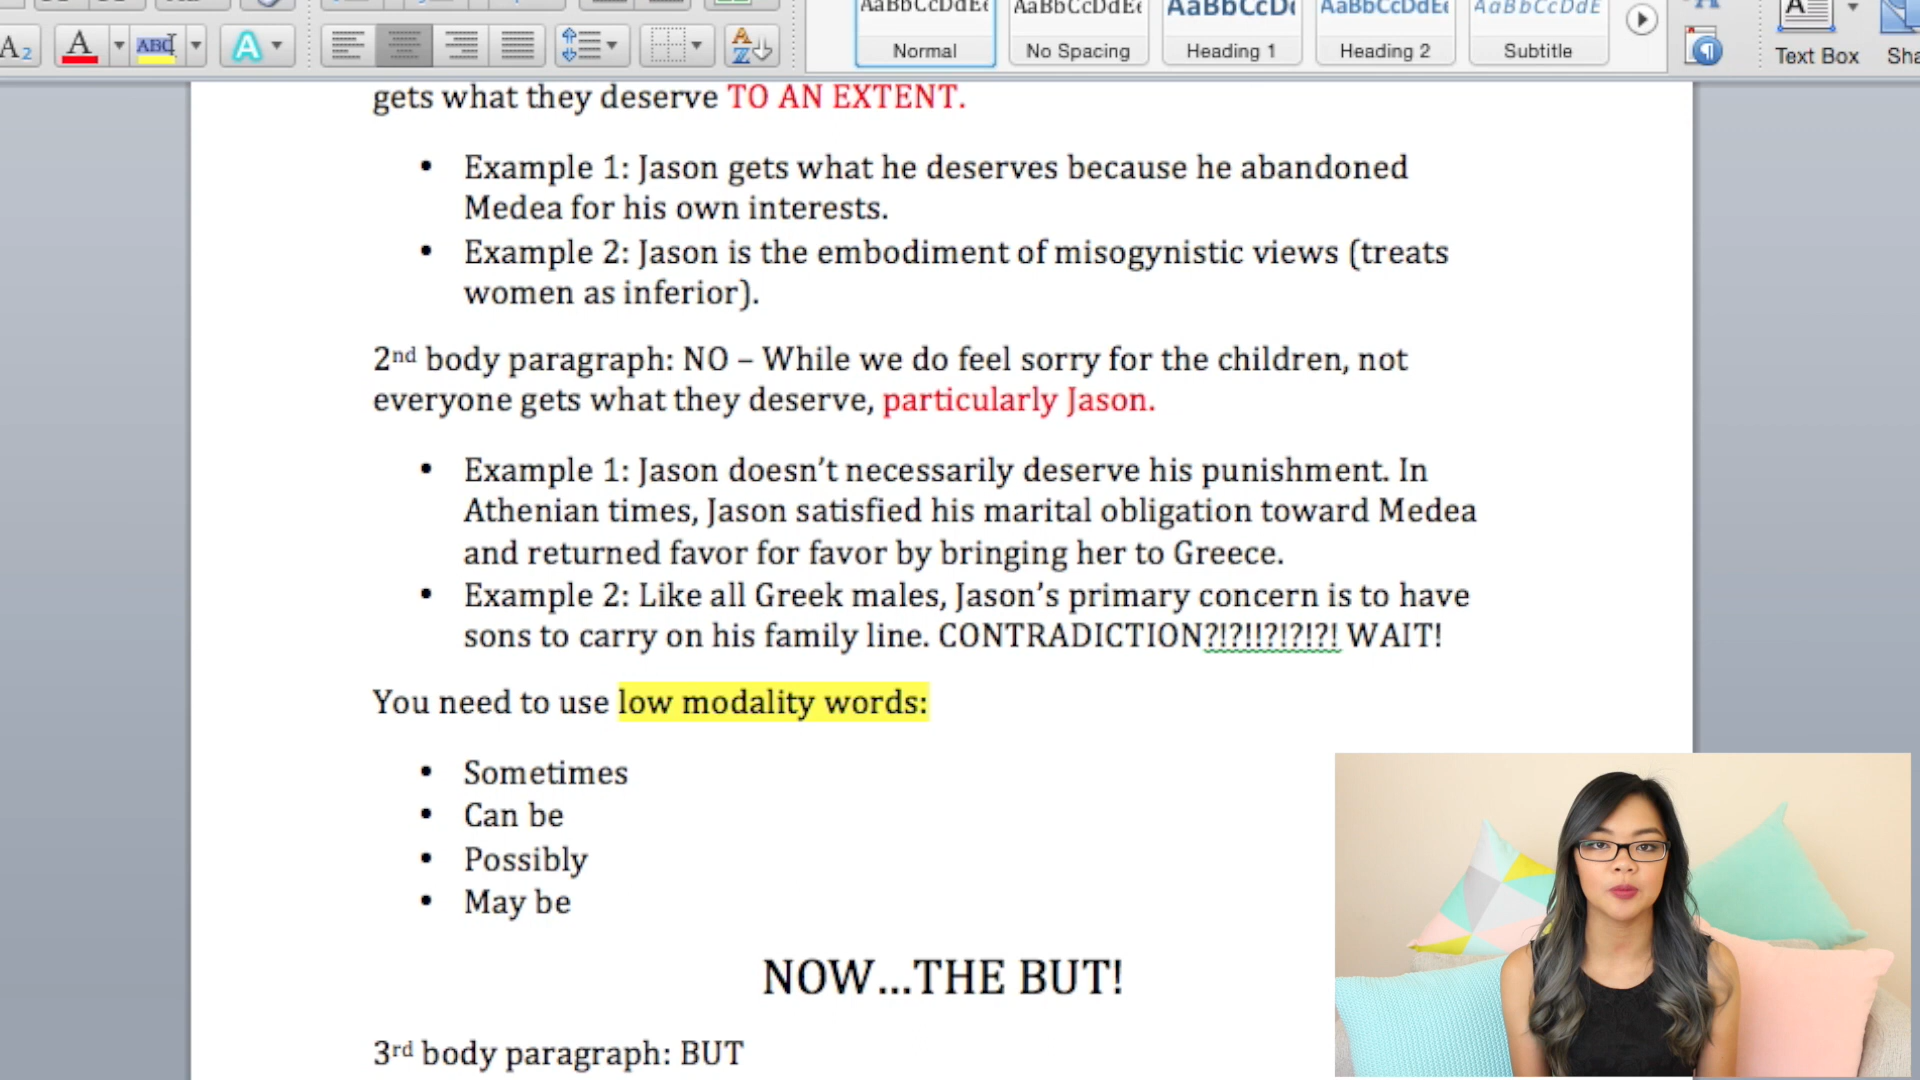 AaBbCcDdEe AaBbCcDdEe AaBbCcDd AaBbCcDdEe AaBbCcDdE
A2 A ABC A A Z Normal No Spacing Heading 1 Heading 2 Subtitle Text Box
gets what they deserve TO AN EXTENT.
• Example 1: Jason gets what he deserves because he abandoned
Medea for his own interests.
• Example 2: Jason is the embodiment of misogynistic views (treats
women as inferior).
2nd body paragraph: NO – While we do feel sorry for the children, not
everyone gets what they deserve, particularly Jason.
• Example 1: Jason doesn’t necessarily deserve his punishment. In
Athenian times, Jason satisfied his marital obligation toward Medea
and returned favor for favor by bringing her to Greece.
• Example 2: Like all Greek males, Jason’s primary concern is to have
sons to carry on his family line. CONTRADICTION?!?!!?!?!?! WAIT!
You need to use low modality words:
• Sometimes
• Can be
• Possibly
• May be
NOW...THE BUT!
3rd body paragraph: BUT